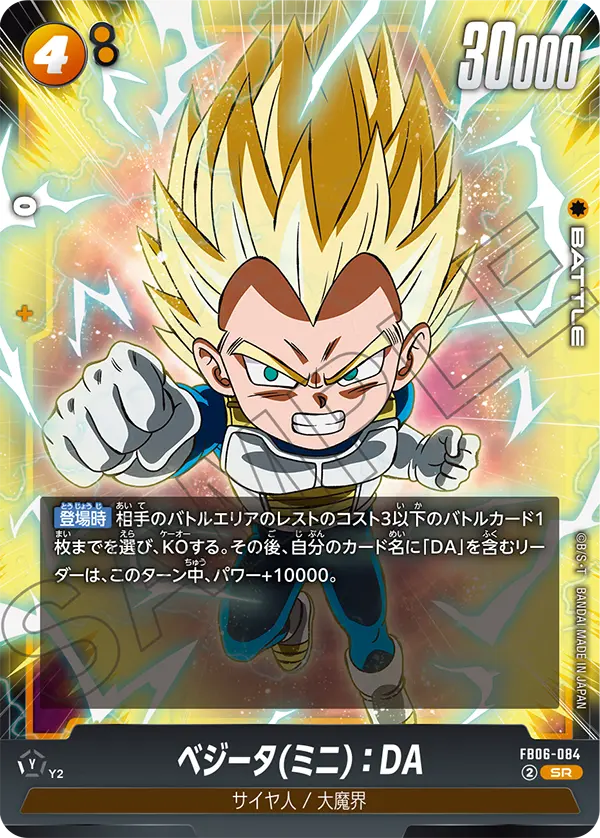 4
30000
0
+
BATTLE
SAMPLE
登場時 相手のバトルエリアのレストのコスト3以下のバトルカード1
枚までを選び、KOする。その後、自分のカード名に「DA」を含むリー
ダーは、このターン中、パワー+10000。
©B/S・T BANDAI MADE IN JAPAN
Y Y2
ベジータ(ミニ):DA
FB06-084
② SR
サイヤ人 / 大魔界